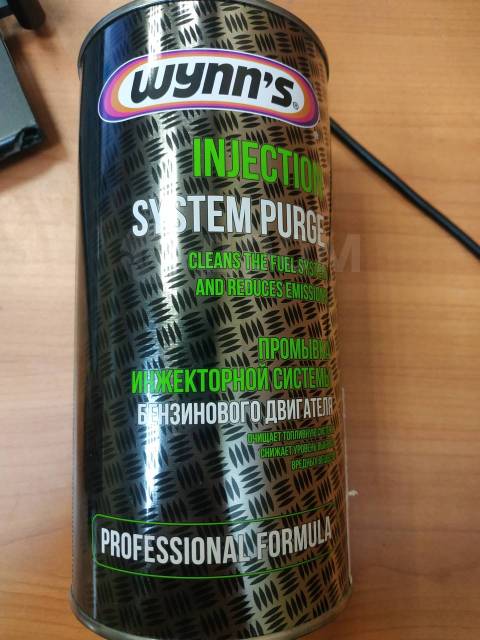 wynn's®
INJECTION
SYSTEM PURGE
CLEANS THE FUEL SYSTEM
AND REDUCES EMISSIONS
ПРОМЫВКА
ИНЖЕКТОРНОЙ СИСТЕМЫ
БЕНЗИНОВОГО ДВИГАТЕЛЯ
ОЧИЩАЕТ ТОПЛИВНУЮ
СНИЖАЕТ УРОВЕНЬ
ВРЕДНЫХ
PROFESSIONAL FORMULA